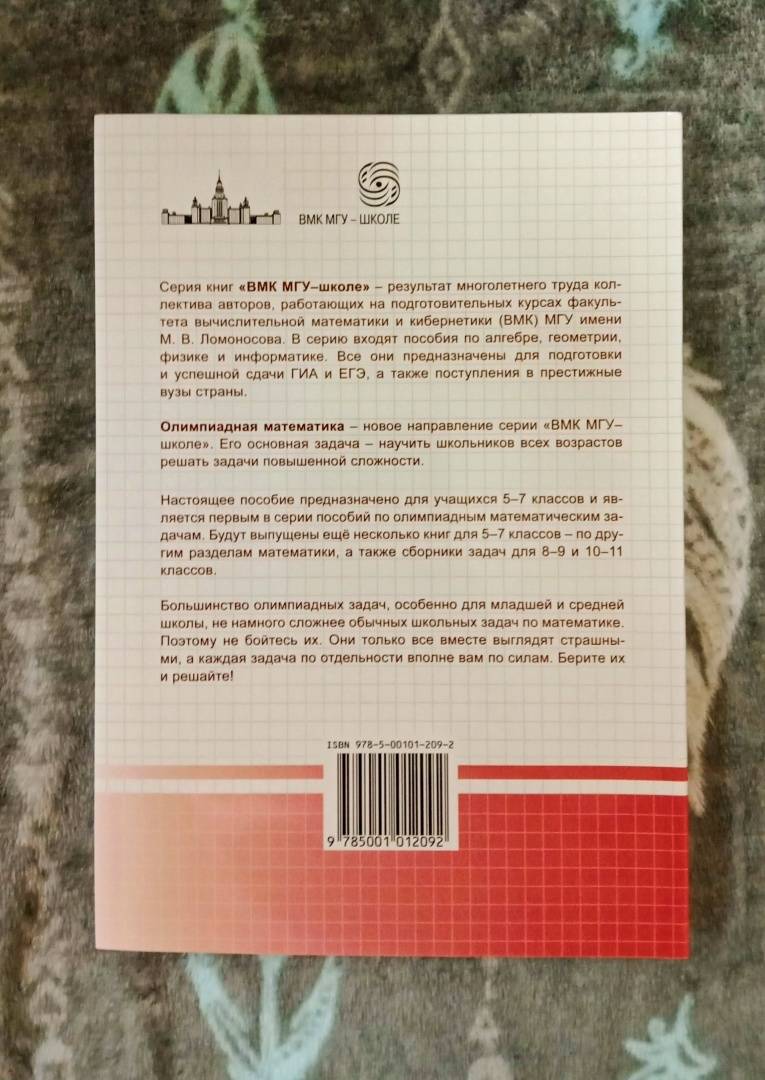 ВМК МГУ – ШКОЛЕ
Серия книг «ВМК МГУ–школе» – результат многолетнего труда кол-
лектива авторов, работающих на подготовительных курсах факуль-
тета вычислительной математики и кибернетики (ВМК) МГУ имени
М. В. Ломоносова. В серию входят пособия по алгебре, геометрии,
физике и информатике. Все они предназначены для подготовки
и успешной сдачи ГИА и ЕГЭ, а также поступления в престижные
вузы страны.
Олимпиадная математика – новое направление серии «ВМК МГУ–
школе». Его основная задача – научить школьников всех возрастов
решать задачи повышенной сложности.
Настоящее пособие предназначено для учащихся 5–7 классов и яв-
ляется первым в серии пособий по олимпиадным математическим за-
дачам. Будут выпущены ещё несколько книг для 5–7 классов – по дру-
гим разделам математики, а также сборники задач для 8–9 и 10–11
классов.
Большинство олимпиадных задач, особенно для младшей и средней
школы, не намного сложнее обычных школьных задач по математике.
Поэтому не бойтесь их. Они только все вместе выглядят страшны-
ми, а каждая задача по отдельности вполне вам по силам. Берите их
и решайте!
ISBN 978-5-00101-209-2
9 785001 012092